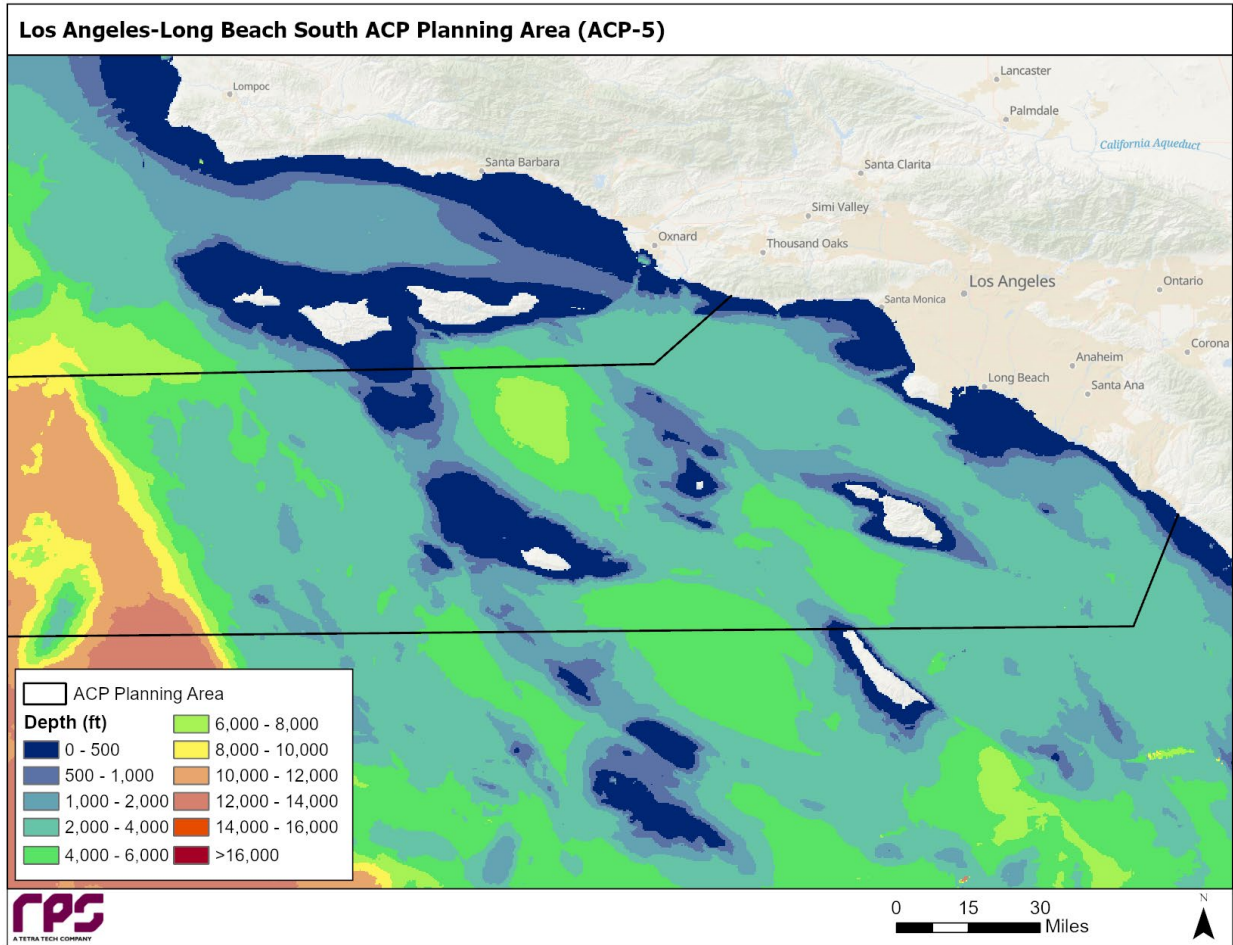 Los Angeles-Long Beach South ACP Planning Area (ACP-5)
Lancaster
Lompoc
Palmdale
California Aqueduct
Santa Barbara
Santa Clarita
Simi Valley
Oxnard
Thousand Oaks
Los Angeles
Ontario
Santa Monica
Corona
Anaheim
Long Beach
Santa Ana
ACP Planning Area
Depth (ft)
0 - 500
500 - 1,000
1,000 - 2,000
2,000 - 4,000
4,000 - 6,000
6,000 - 8,000
8,000 - 10,000
10,000 - 12,000
12,000 - 14,000
14,000 - 16,000
>16,000
rps
A TETRA TECH COMPANY
0 15 30
Miles
N